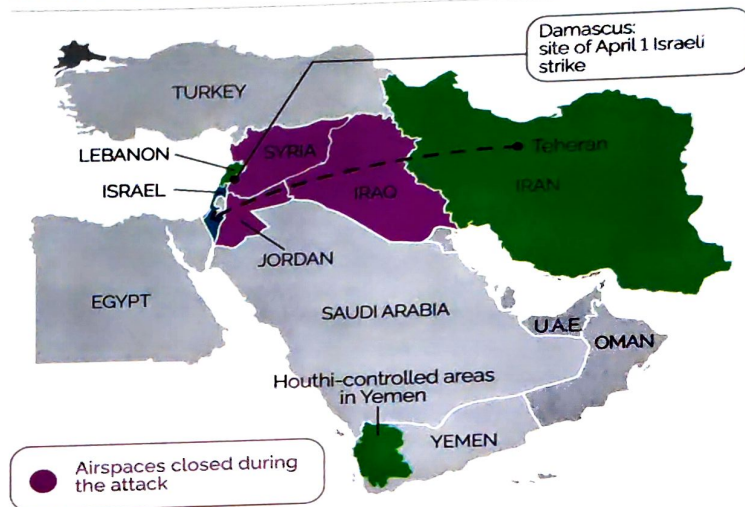 Damascus:
site of April 1 Israeli
strike
TURKEY
LEBANON
SYRIA
Teheran
ISRAEL
IRAQ
IRAN
JORDAN
EGYPT
SAUDI ARABIA
U.A.E.
OMAN
Houthi-controlled areas
in Yemen
YEMEN
Airspaces closed during
the attack